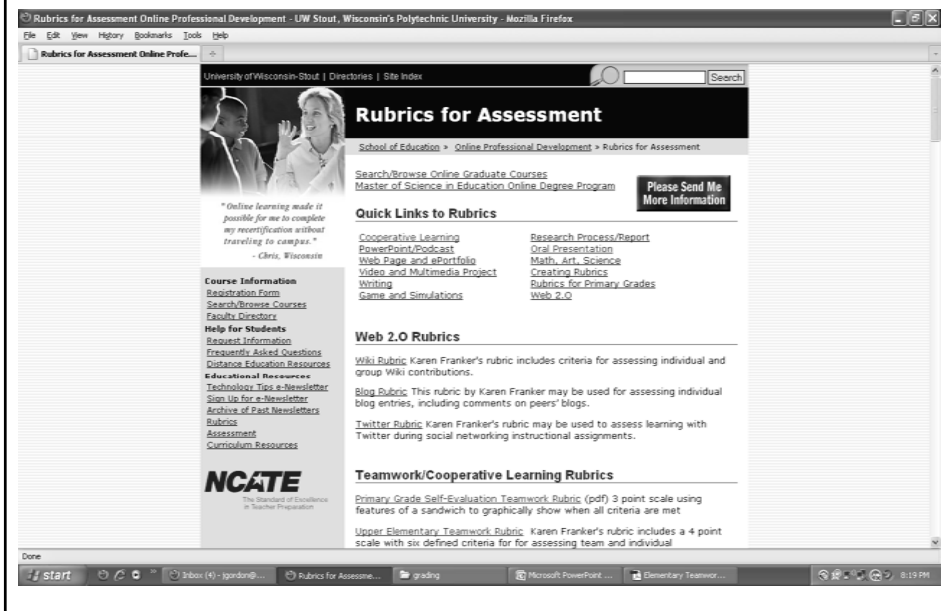 Rubrics for Assessment Online Professional Development - UW Stout, Wisconsin's Polytechnic University - Mozilla Firefox
File Edit View History Bookmarks Tools Help
Rubrics for Assessment Online Profe...
University of Wisconsin-Stout | Directories | Site Index
Search
Rubrics for Assessment
School of Education » Online Professional Development » Rubrics for Assessment
Search/Browse Online Graduate Courses
Master of Science in Education Online Degree Program
Please Send Me
More Information
"Online learning made it
possible for me to complete
my recertification without
traveling to campus."
- Chris, Wisconsin
Course Information
Registration Form
Search/Browse Courses
Faculty Directory
Help for Students
Request Information
Frequently Asked Questions
Distance Education Resources
Educational Resources
Technology Tips e-Newsletter
Sign Up for e-Newsletter
Archive of Past Newsletters
Rubrics
Assessment
Curriculum Resources
NCATE
The Standard of Excellence
in Teacher Preparation
Quick Links to Rubrics
Cooperative Learning
PowerPoint/Podcast
Web Page and ePortfolio
Video and Multimedia Project
Writing
Game and Simulations
Research Process/Report
Oral Presentation
Math, Art, Science
Creating Rubrics
Rubrics for Primary Grades
Web 2.0
Web 2.0 Rubrics
Wiki Rubric Karen Franker's rubric includes criteria for assessing individual and
group Wiki contributions.
Blog Rubric This rubric by Karen Franker may be used for assessing individual
blog entries, including comments on peers' blogs.
Twitter Rubric Karen Franker's rubric may be used to assess learning with
Twitter during social networking instructional assignments.
Teamwork/Cooperative Learning Rubrics
Primary Grade Self-Evaluation Teamwork Rubric (pdf) 3 point scale using
features of a sandwich to graphically show when all criteria are met
Upper Elementary Teamwork Rubric Karen Franker's rubric includes a 4 point
scale with six defined criteria for for assessing team and individual
Done
start
Inbox (4) - jgordon@...
Rubrics for Assessme...
grading
Microsoft PowerPoint ...
Elementary Teamwor...
8:19 PM